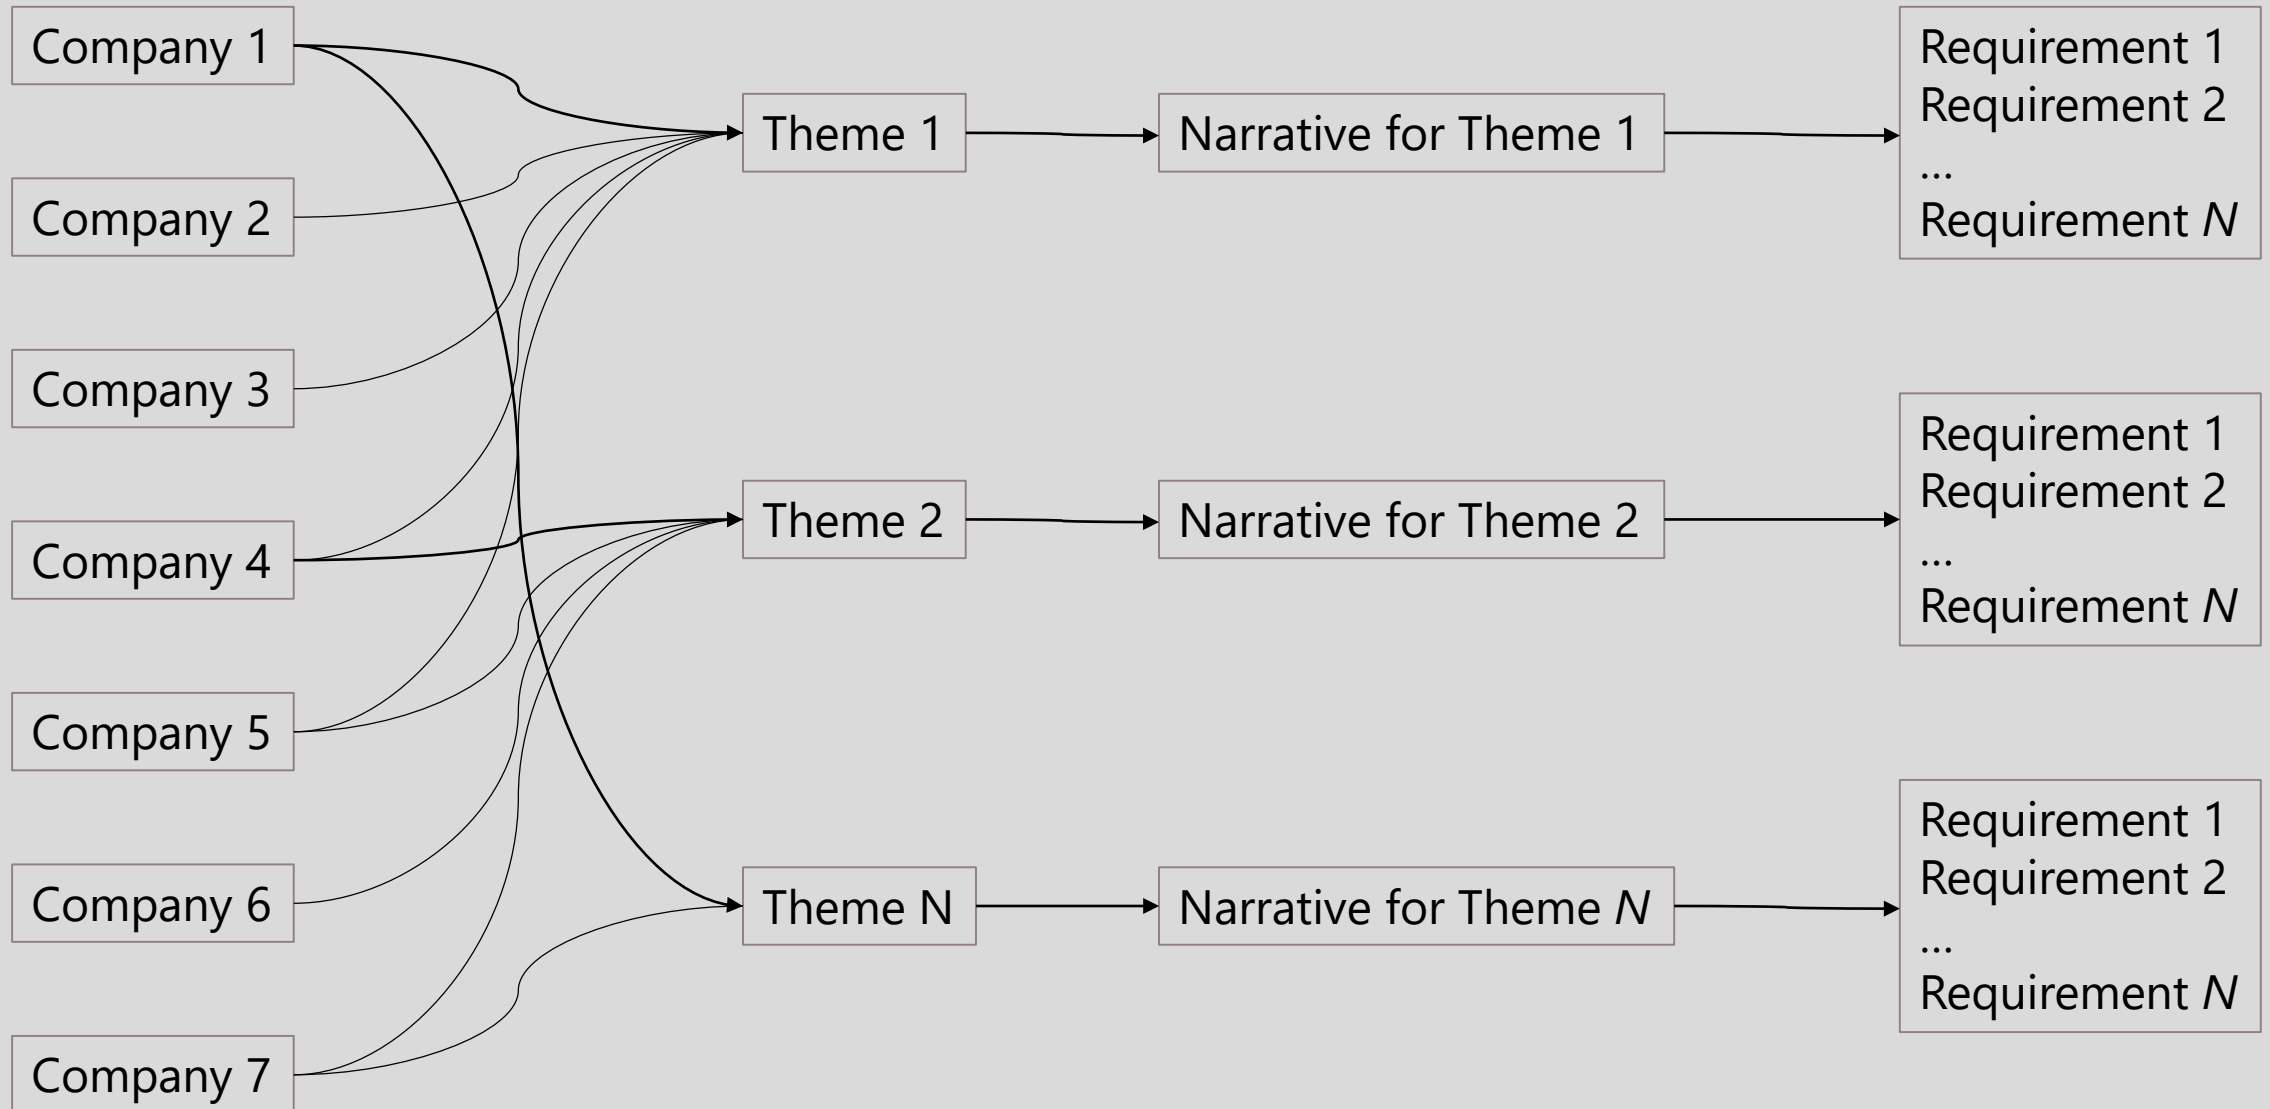 Company 1
Company 2
Company 3
Company 4
Company 5
Company 6
Company 7
Theme 1
Theme 2
Theme N
Narrative for Theme 1
Narrative for Theme 2
Narrative for Theme N
Requirement 1
Requirement 2
...
Requirement N
Requirement 1
Requirement 2
...
Requirement N
Requirement 1
Requirement 2
...
Requirement N